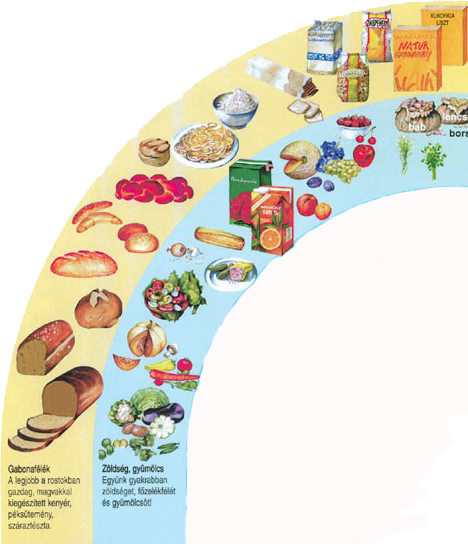 KUKORICA
LISZT
NATUR
bab
lencs
bors
100 %
Gabonafélék
A legjobb a rostokban
gazdag, magvakkal
kiegészített kenyér,
péksütemény,
száraztészta.
Zöldség, gyümölcs
Együnk gyakrabban
zöldséget, főzelékfélét
és gyümölcsöt!